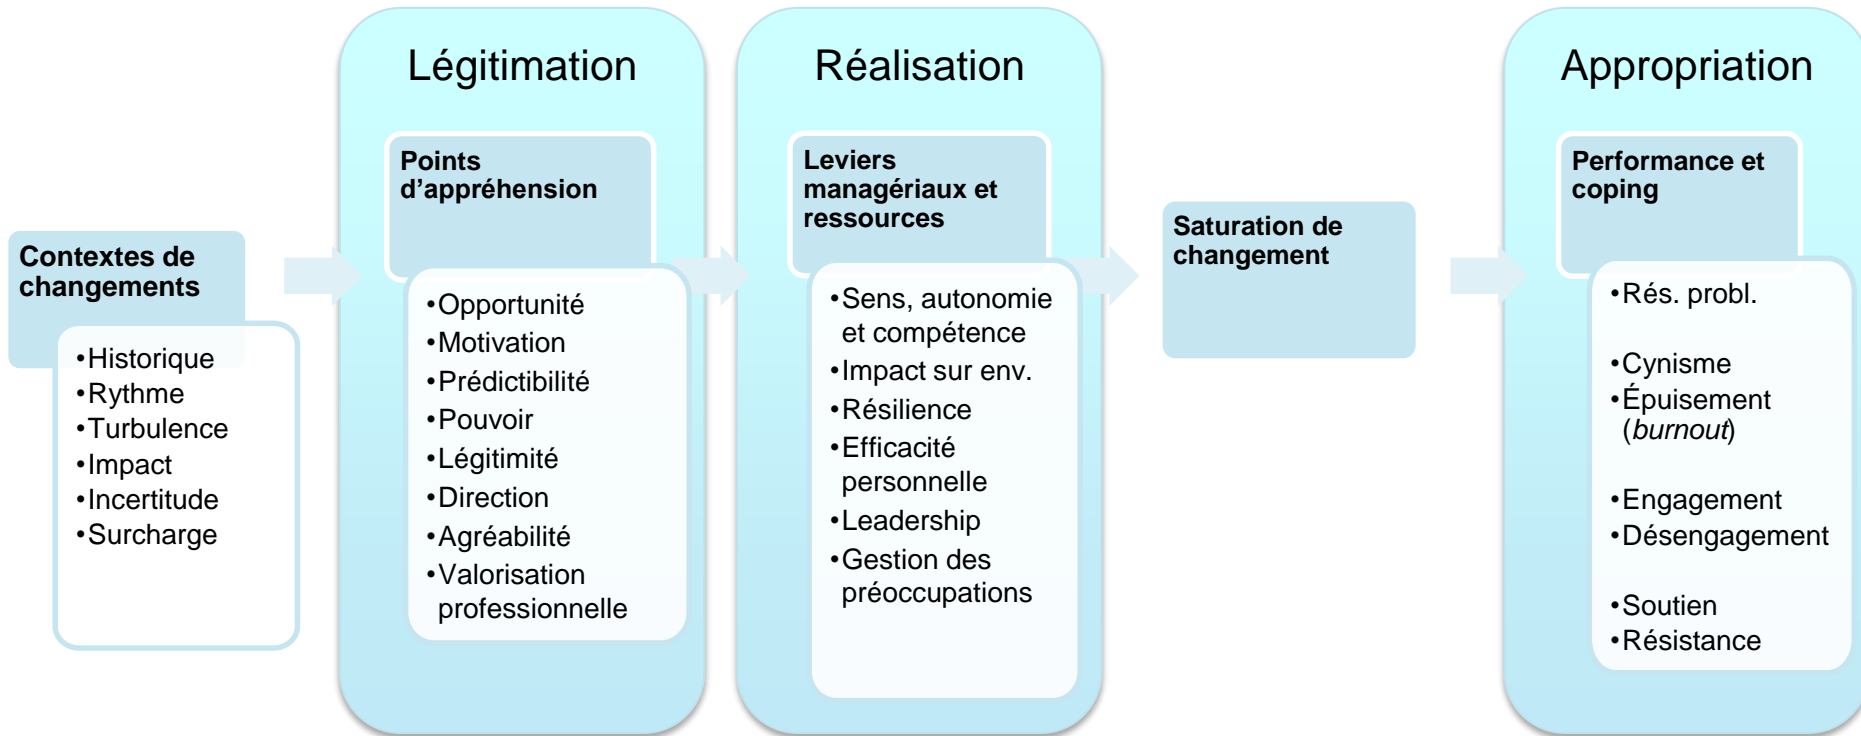 Contextes de
changements
•Historique
•Rythme
•Turbulence
•Impact
•Incertitude
•Surcharge
Légitimation
Points
d’appréhension
•Opportunité
•Motivation
•Prédictibilité
•Pouvoir
•Légitimité
•Direction
•Agréabilité
•Valorisation
professionnelle
Réalisation
Leviers
managériaux et
ressources
•Sens, autonomie
et compétence
•Impact sur env.
•Résilience
•Efficacité
personnelle
•Leadership
•Gestion des
préoccupations
Saturation de
changement
Appropriation
Performance et
coping
•Rés. probl.
•Cynisme
•Épuisement
(burnout)
•Engagement
•Désengagement
•Soutien
•Résistance